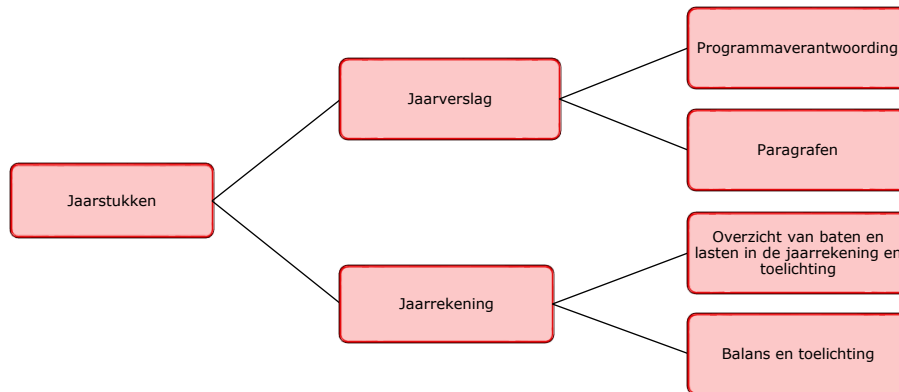 Jaarstukken
Jaarverslag
Programmaverantwoording
Paragrafen
Jaarrekening
Overzicht van baten en
lasten in de jaarrekening en
toelichting
Balans en toelichting